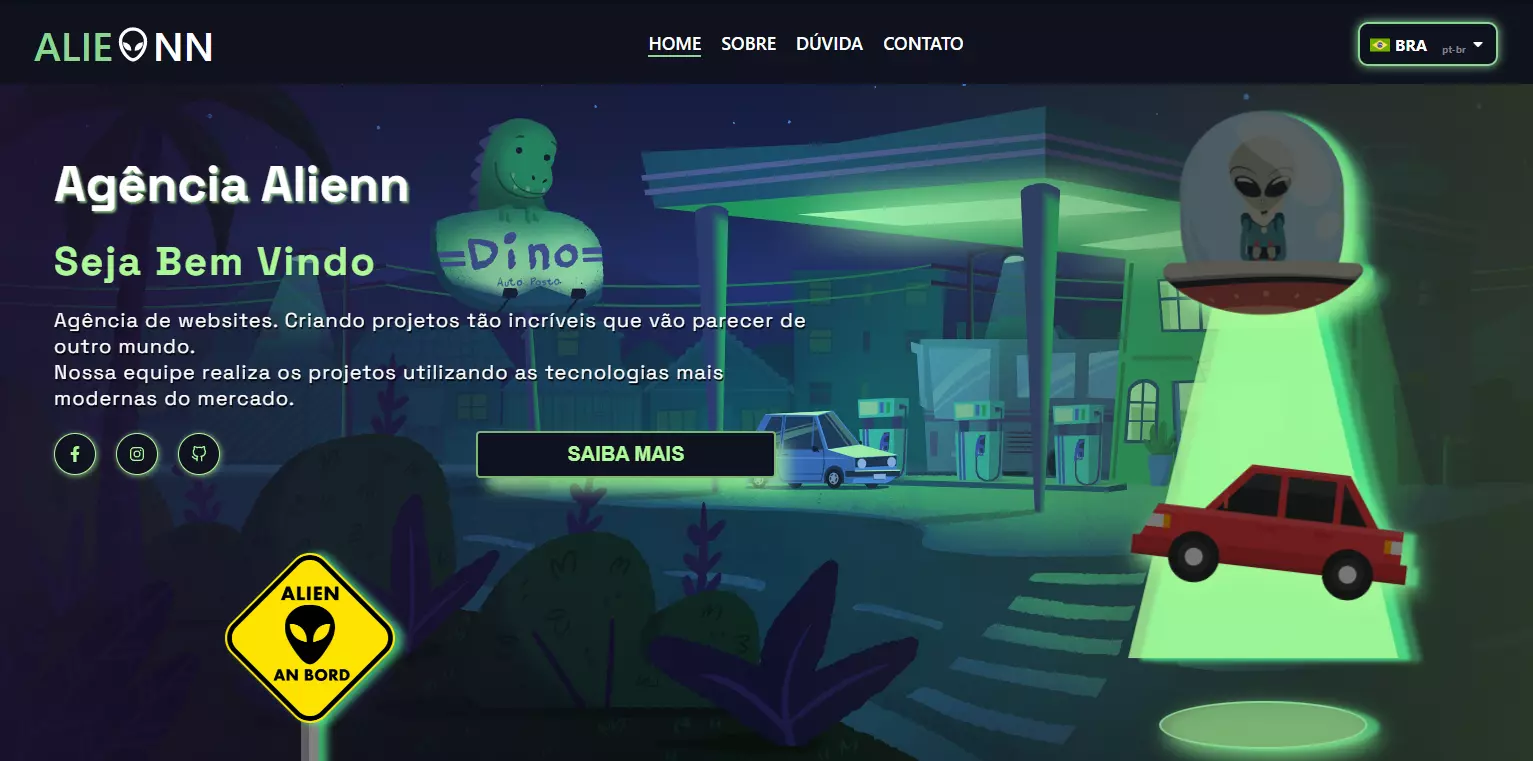 ALIE NN
HOME SOBRE DÚVIDA CONTATO
BRA pt-br
Agência Alienn
Seja Bem Vindo
Dino
Auto Posto
Agência de websites. Criando projetos tão incríveis que vão parecer de
outro mundo.
Nossa equipe realiza os projetos utilizando as tecnologias mais
modernas do mercado.
SAIBA MAIS
ALIEN
AN BORD